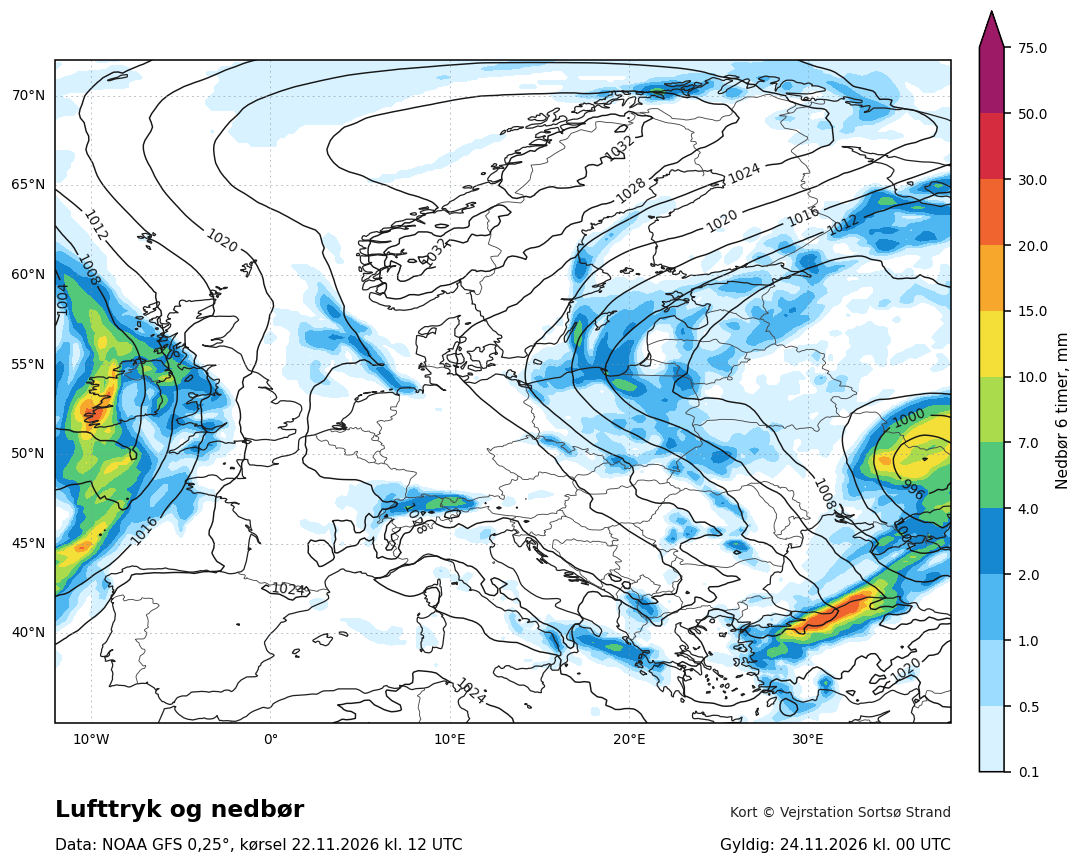 75.0
50.0
30.0
20.0
15.0
10.0
7.0
4.0
2.0
1.0
0.5
0.1
Nedbør 6 timer, mm
70°N
65°N
60°N
55°N
50°N
45°N
40°N
10°W
0°
10°E
20°E
30°E
1012
1008
1004
1020
1016
1032
1032
1028
1024
1020
1016
1012
1000
996
1008
1028
1024
1024
1020
Lufttryk og nedbør
Kort © Vejrstation Sortsø Strand
Data: NOAA GFS 0,25°, kørsel 22.11.2026 kl. 12 UTC
Gyldig: 24.11.2026 kl. 00 UTC